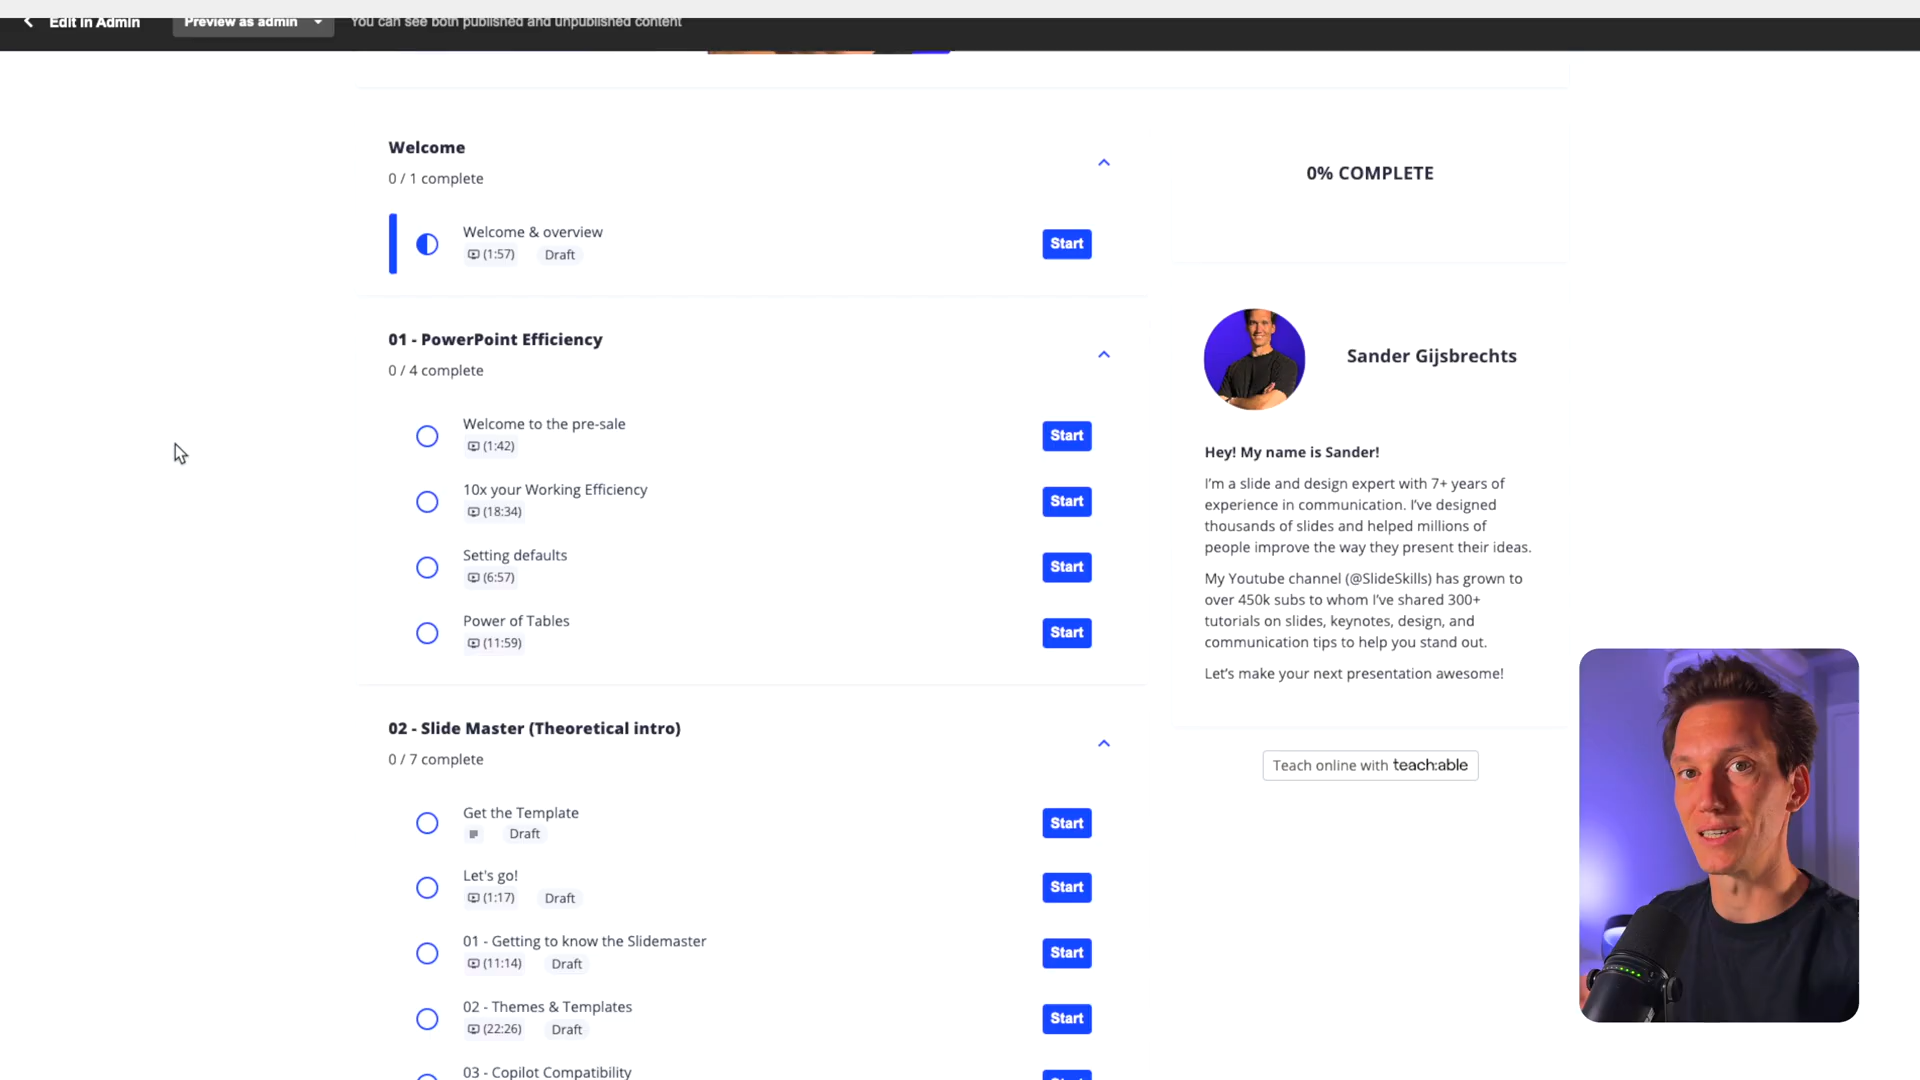 Edit in Admin
Preview as admin
You can see both published and unpublished content
Welcome
0 / 1 complete
Welcome & overview
(1:57) Draft
Start
01 - PowerPoint Efficiency
0 / 4 complete
Welcome to the pre-sale
(1:42)
Start
10x your Working Efficiency
(18:34)
Start
Setting defaults
(6:57)
Start
Power of Tables
(11:59)
Start
02 - Slide Master (Theoretical intro)
0 / 7 complete
Get the Template
Draft
Start
Let's go!
(1:17) Draft
Start
01 - Getting to know the Slidemaster
(11:14) Draft
Start
02 - Themes & Templates
(22:26) Draft
Start
03 - Copilot Compatibility
Start
0% COMPLETE
Sander Gijsbrechts
Hey! My name is Sander!
I'm a slide and design expert with 7+ years of
experience in communication. I've designed
thousands of slides and helped millions of
people improve the way they present their ideas.
My Youtube channel (@SlideSkills) has grown to
over 450k subs to whom I've shared 300+
tutorials on slides, keynotes, design, and
communication tips to help you stand out.
Let's make your next presentation awesome!
Teach online with teach:able